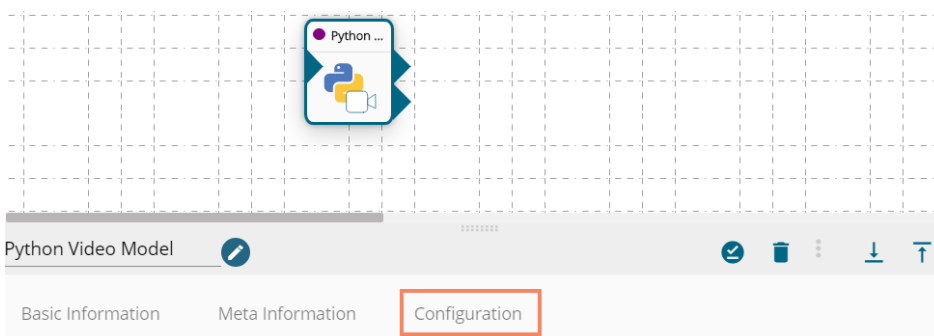 Python ...
Python Video Model
Basic Information Meta Information Configuration